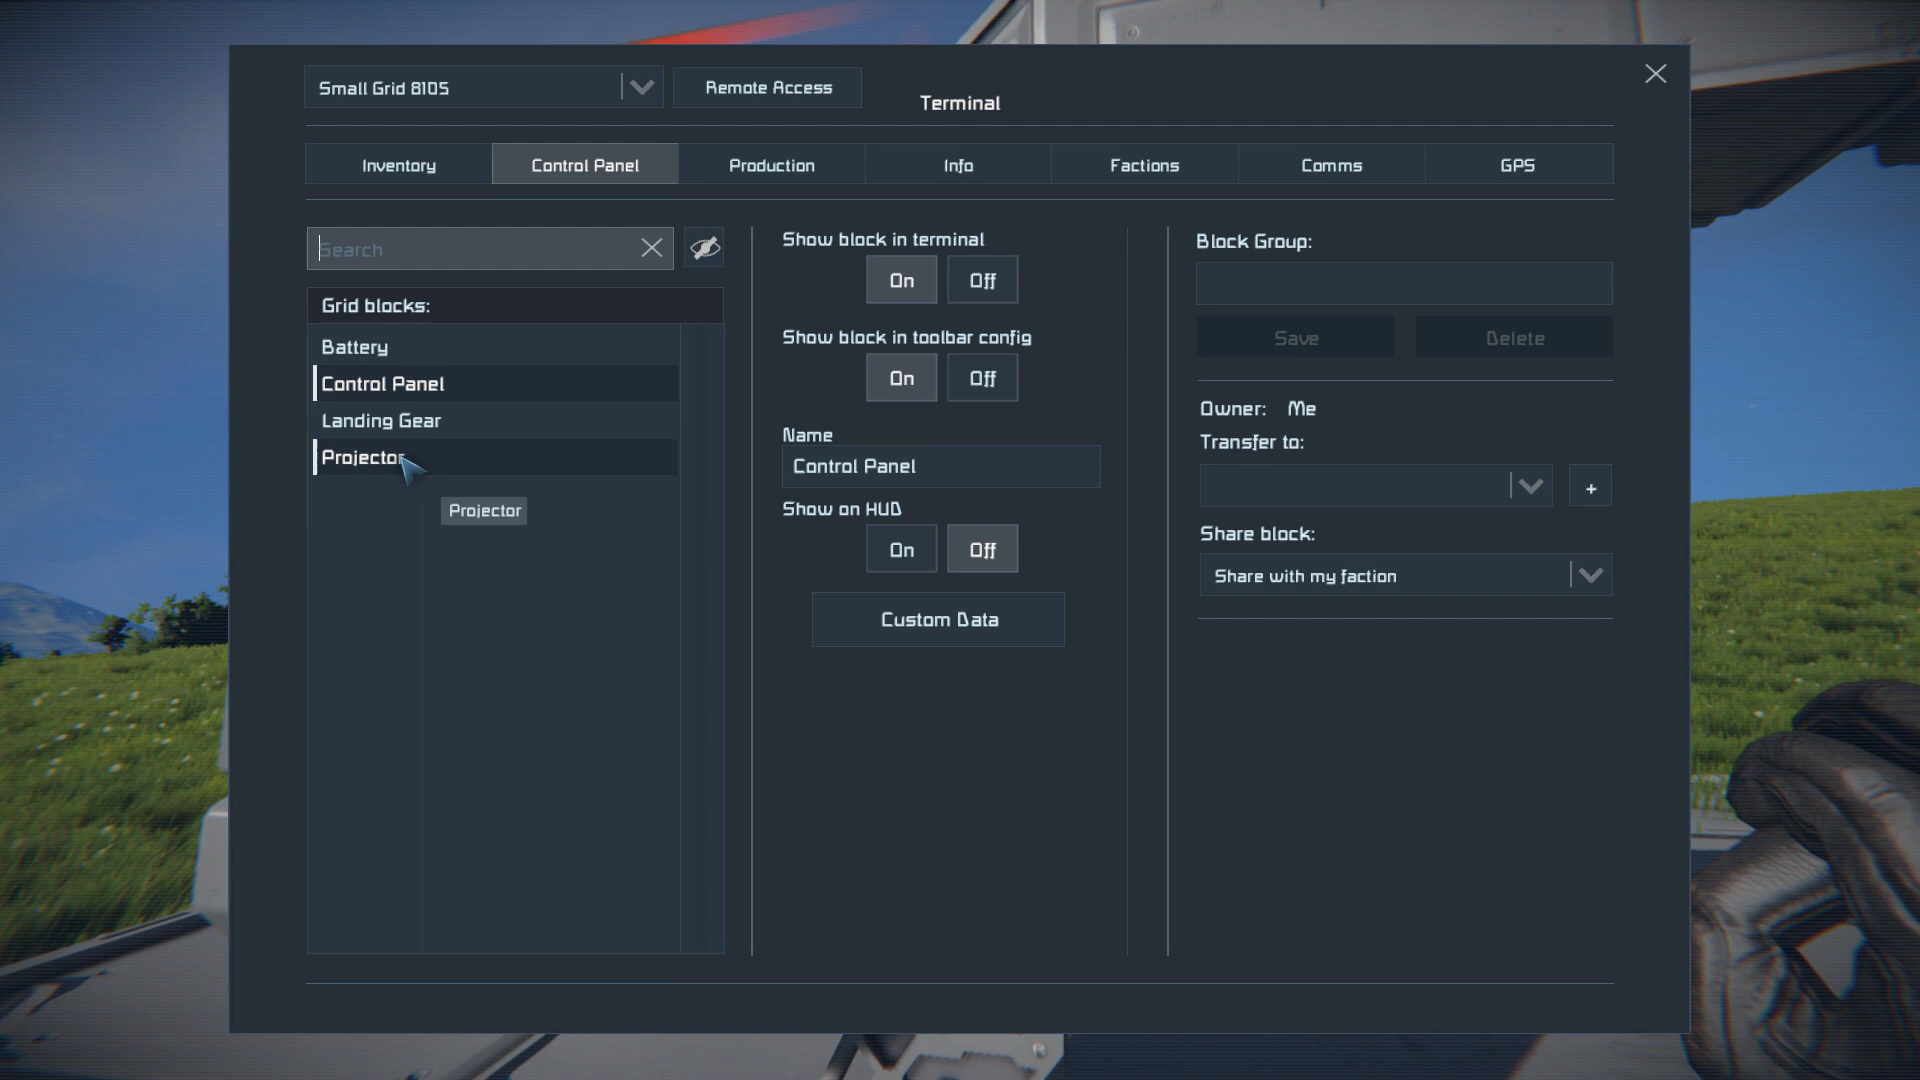 Small Grid 8105
Remote Access
Terminal
Inventory
Control Panel
Production
Info
Factions
Comms
GPS
Search
Grid blocks:
Battery
Control Panel
Landing Gear
Projector
Projector
Show block in terminal
On
Off
Show block in toolbar config
On
Off
Name
Control Panel
Show on HUD
On
Off
Custom Data
Block Group:
Save
Delete
Owner: Me
Transfer to:
+
Share block:
Share with my faction